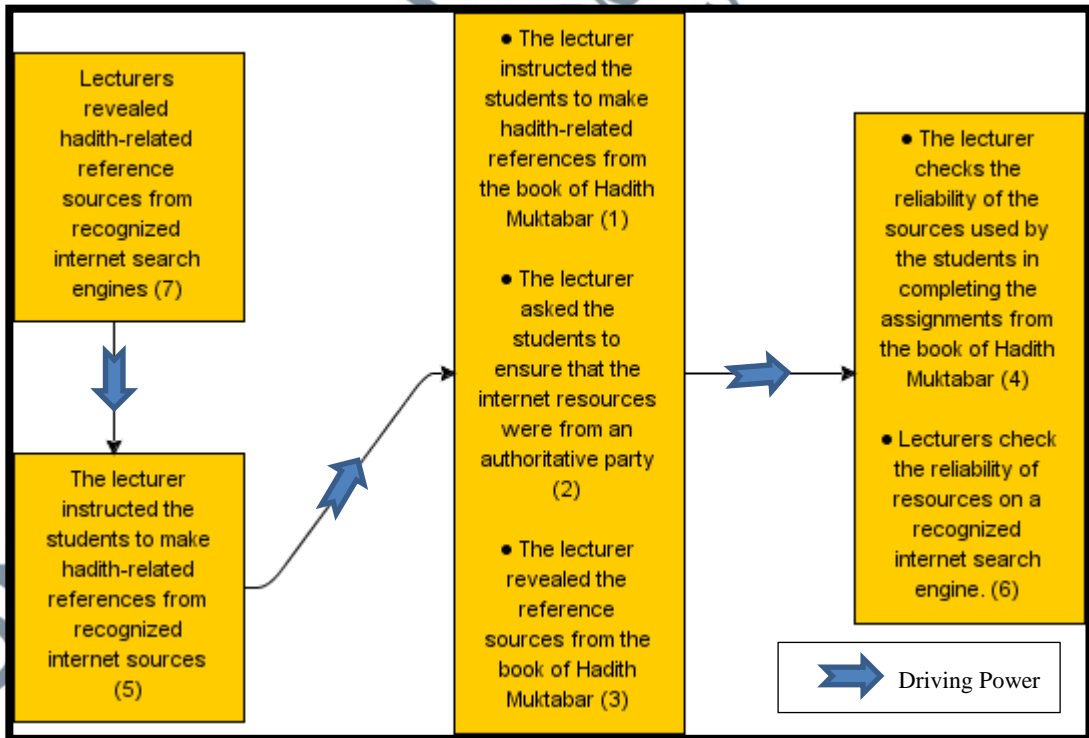 Lecturers
revealed
hadith-related
reference
sources from
recognized
internet search
engines (7)
The lecturer
instructed the
students to make
hadith-related
references from
recognized
internet sources
(5)
● The lecturer
instructed the
students to make
hadith-related
references from
the book of Hadith
Muktabar (1)
● The lecturer
asked the
students to
ensure that the
internet resources
were from an
authoritative party
(2)
● The lecturer
revealed the
reference
sources from the
book of Hadith
Muktabar (3)
● The lecturer
checks the
reliability of the
sources used by
the students in
completing the
assignments from
the book of Hadith
Muktabar (4)
● Lecturers check
the reliability of
resources on a
recognized
internet search
engine. (6)
Driving Power